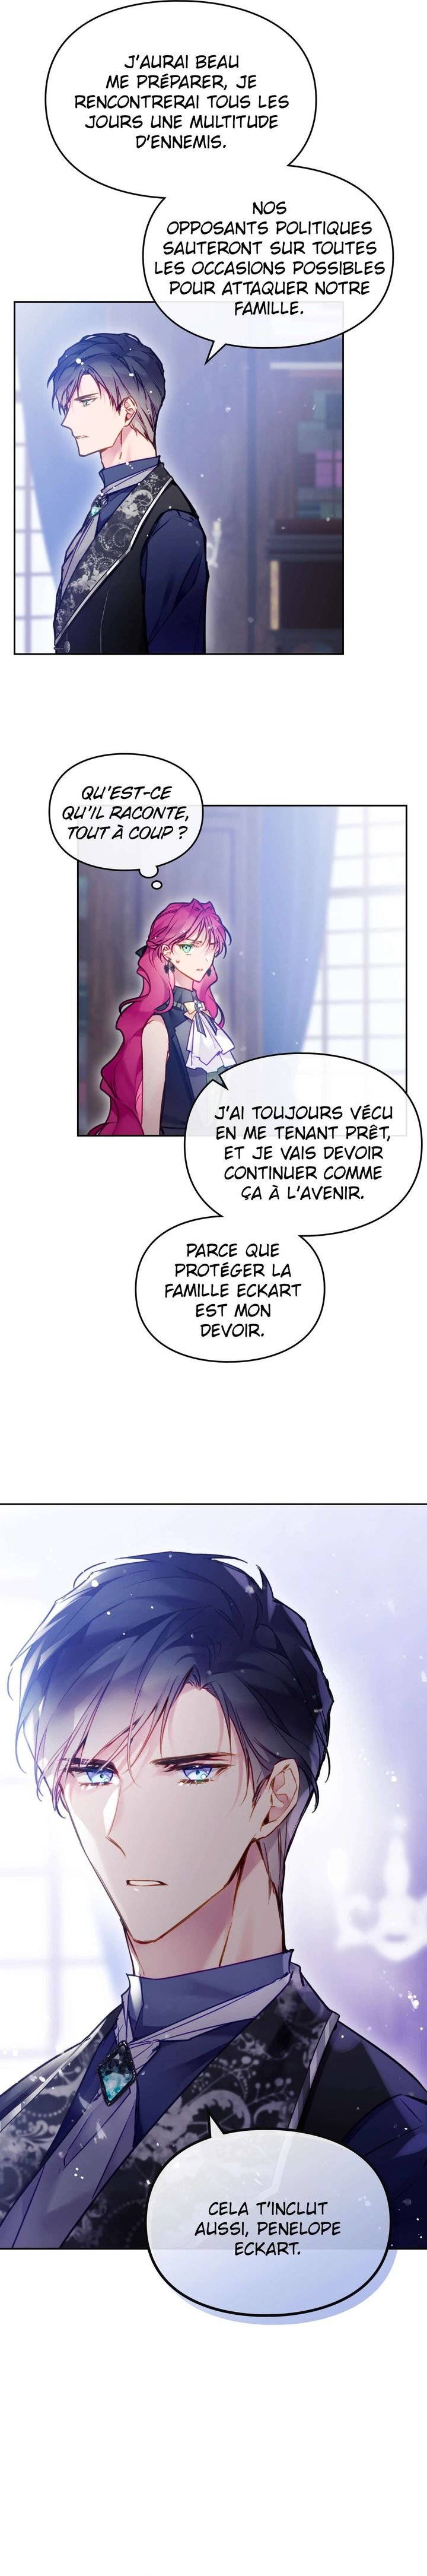 J'AURAI BEAU
ME PRÉPARER, JE
RENCONTRERAI TOUS LES
JOURS UNE MULTITUDE
D'ENNEMIS.
NOS
OPPOSANTS POLITIQUES
SAUTERONT SUR TOUTES
LES OCCASIONS POSSIBLES
POUR ATTAQUER NOTRE
FAMILLE.
QU'EST-CE
QU'IL RACONTE,
TOUT À COUP ?
J'AI TOUJOURS VÉCU
EN ME TENANT PRÊT,
ET JE VAIS DEVOIR
CONTINUER COMME
ÇA À L'AVENIR.
PARCE QUE
PROTÉGER LA
FAMILLE ECKART
EST MON
DEVOIR.
CELA T'INCLUT
AUSSI, PENELOPE
ECKART.